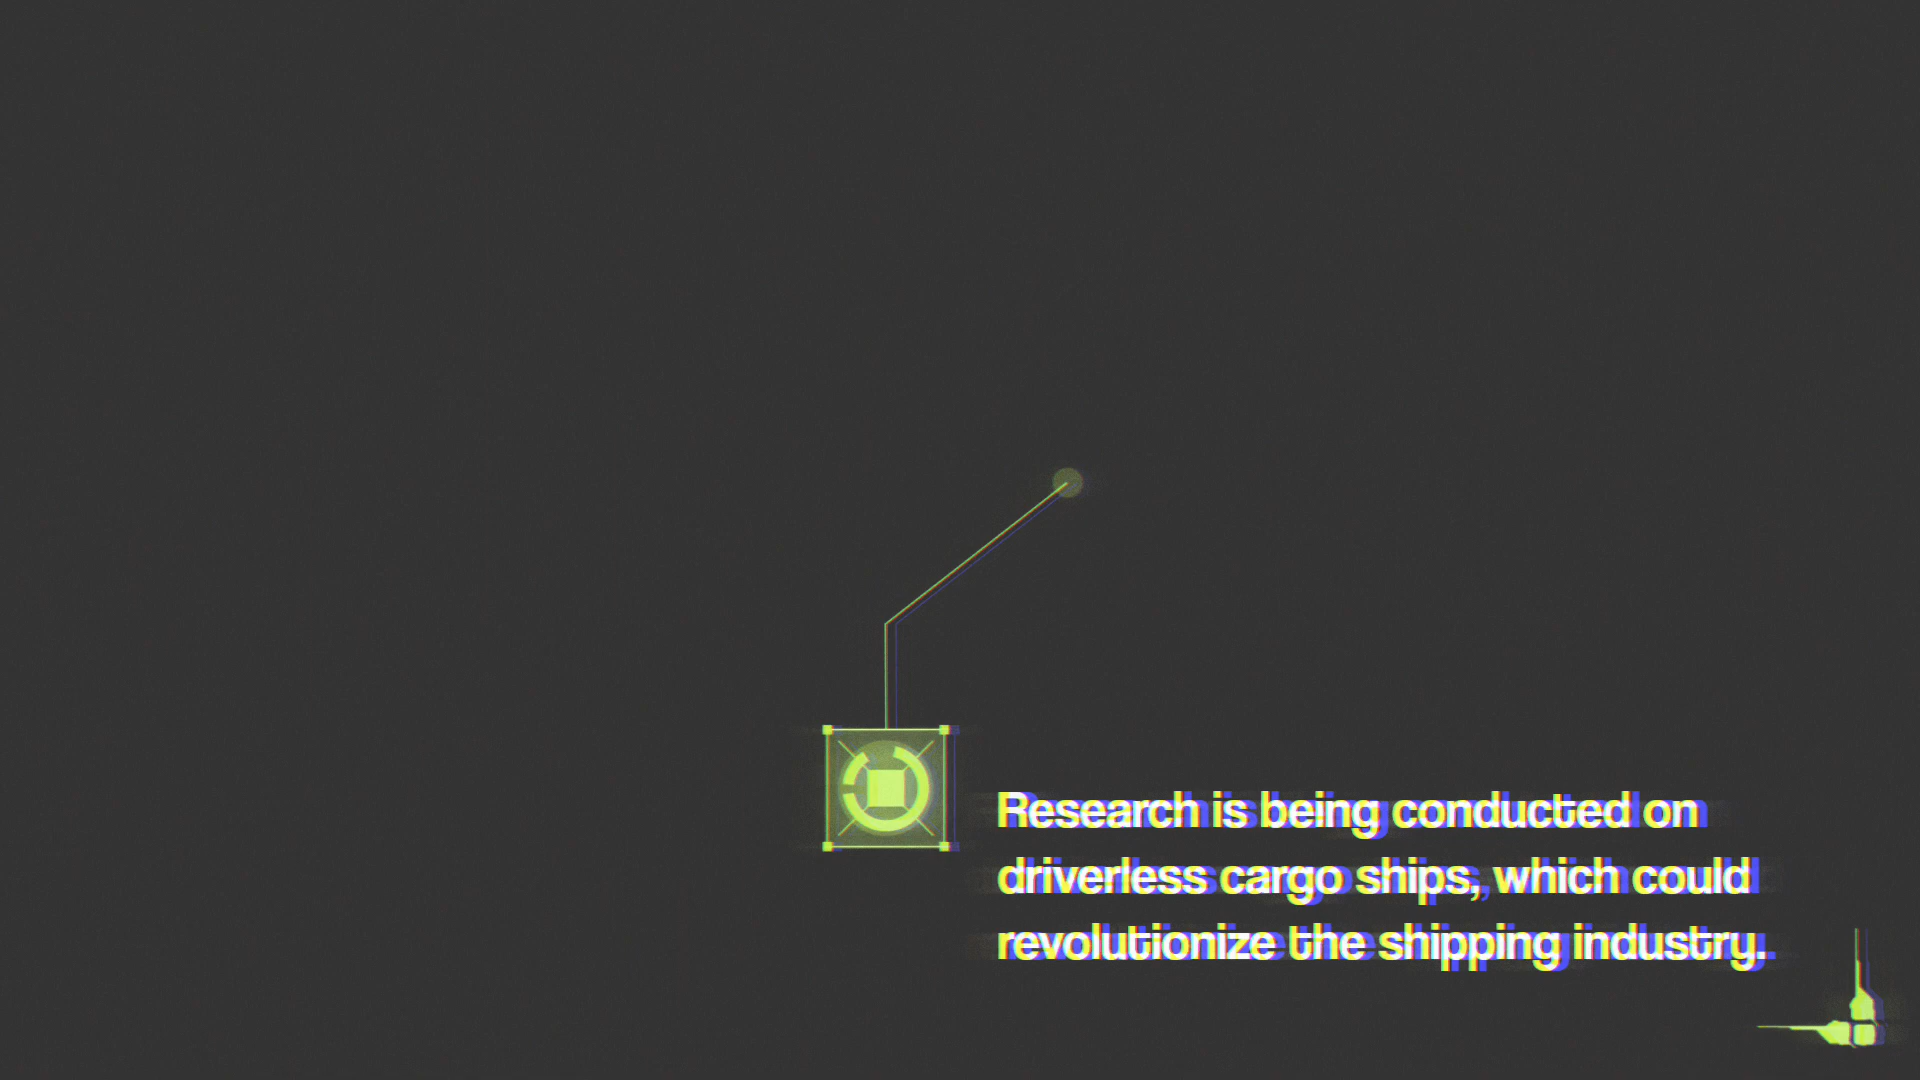 Research is being conducted on
driverless cargo ships, which could
revolutionize the shipping industry.